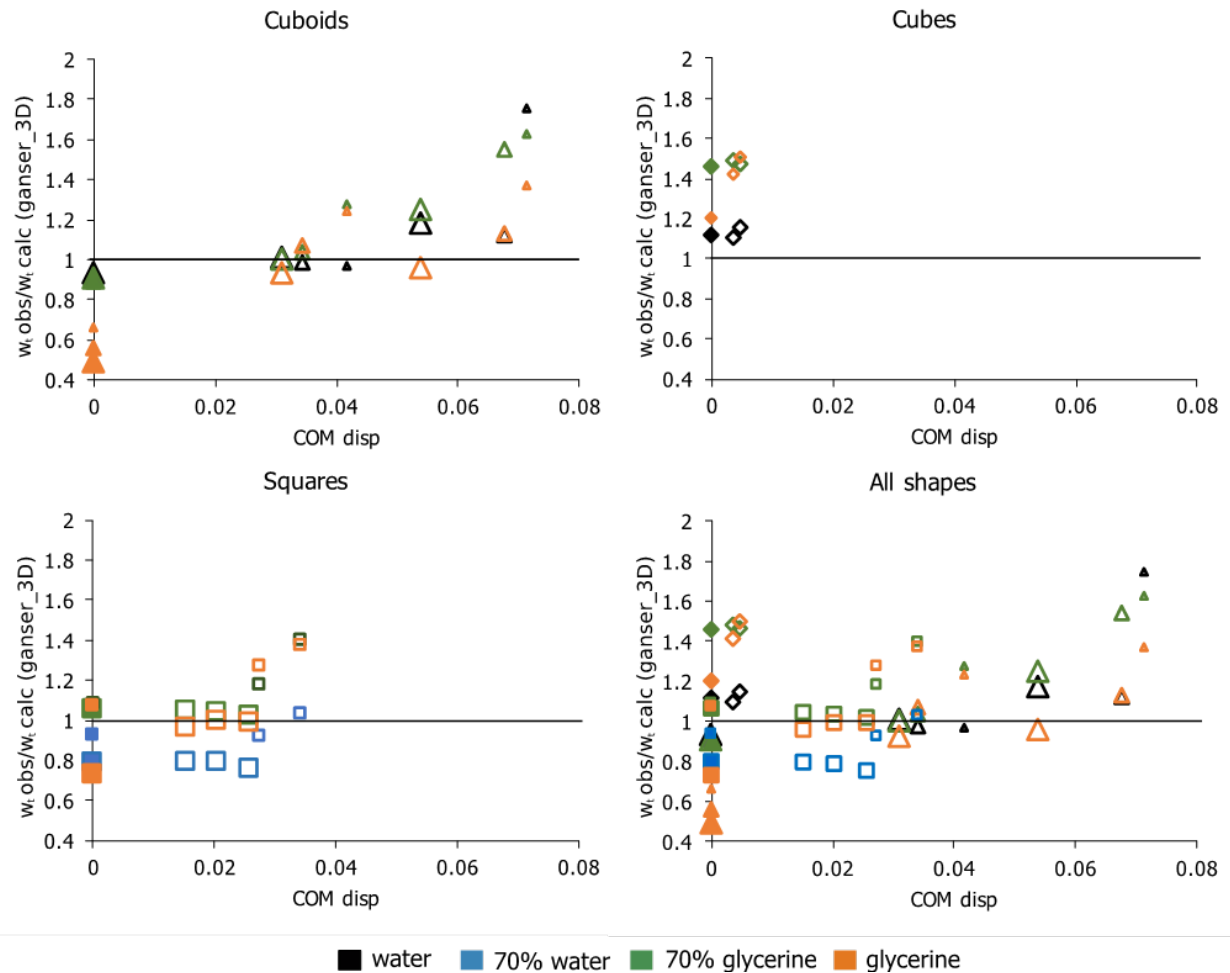 Cuboids
Cubes
2
1.8
1.6
1.4
1.2
1
0.8
0.6
0.4
wₜ obs/wₜ calc (ganser_3D)
0 0.02 0.04 0.06 0.08
COM disp
2
1.8
1.6
1.4
1.2
1
0.8
0.6
0.4
wₜ obs/wₜ calc (ganser_3D)
0 0.02 0.04 0.06 0.08
COM disp
Squares
All shapes
2
1.8
1.6
1.4
1.2
1
0.8
0.6
0.4
wₜ obs/wₜ calc (ganser_3D)
0 0.02 0.04 0.06 0.08
COM disp
2
1.8
1.6
1.4
1.2
1
0.8
0.6
0.4
wₜ obs/wₜ calc (ganser_3D)
0 0.02 0.04 0.06 0.08
COM disp
water 70% water 70% glycerine glycerine